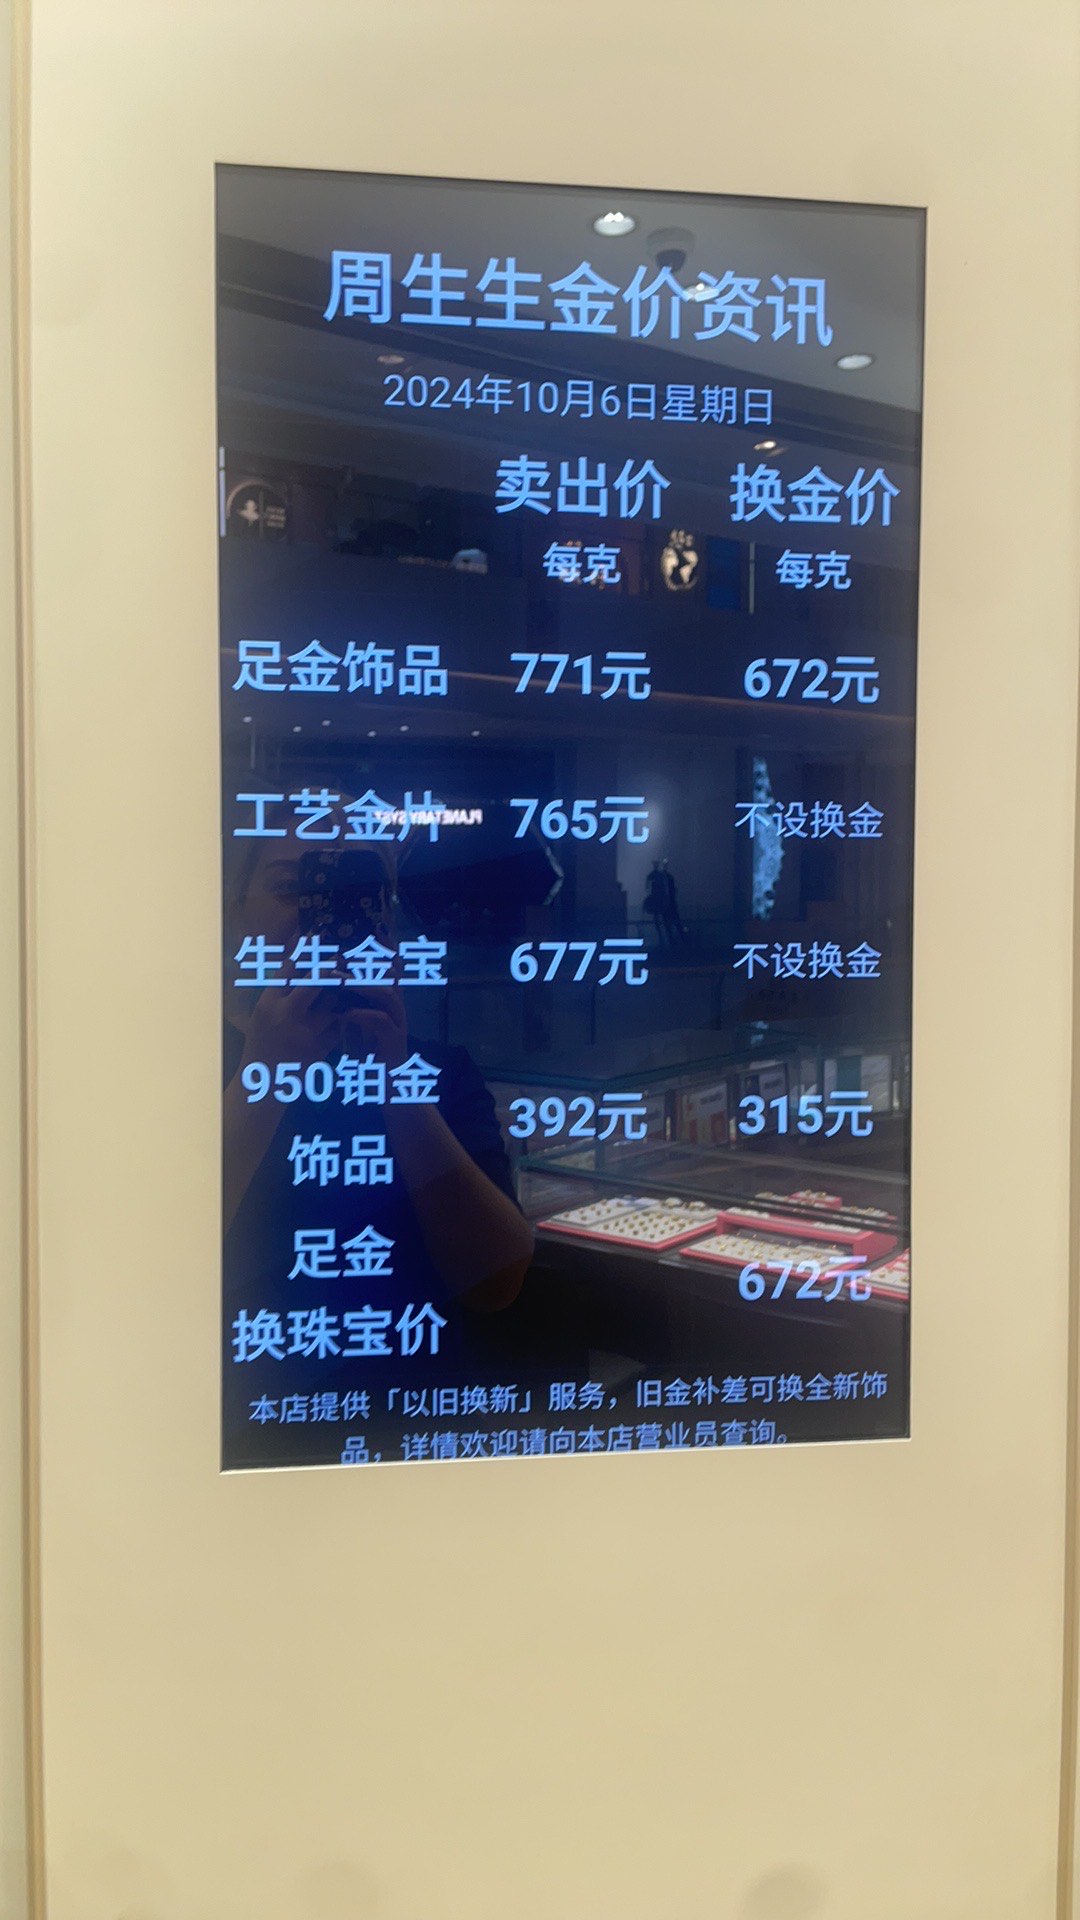 周生生金价资讯
2024年10月6日星期日
卖出价 换金价
每克 每克
足金饰品 771元 672元
工艺金片 765元 不设换金
生生金宝 677元 不设换金
950铂金
饰品 392元 315元
足金
换珠宝价 672元
本店提供「以旧换新」服务，旧金补差可换全新饰
品，详情欢迎请向本店营业员查询。